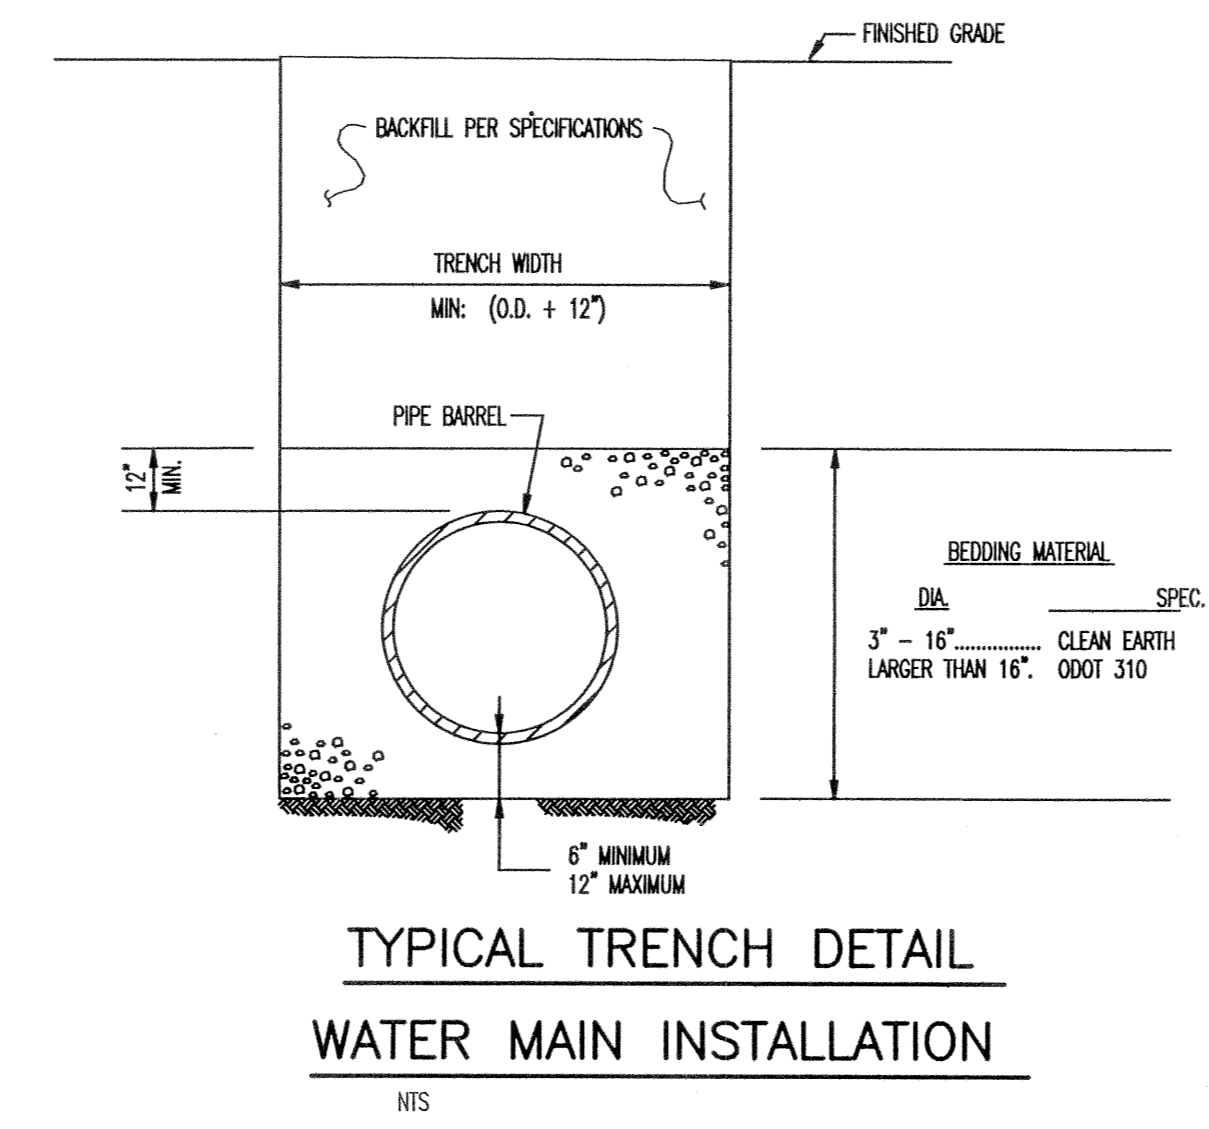 FINISHED GRADE
BACKFILL PER SPECIFICATIONS
TRENCH WIDTH
MIN: (O.D. + 12")
PIPE BARREL
12"
MIN.
BEDDING MATERIAL
DIA. SPEC.
3" - 16"................ CLEAN EARTH
LARGER THAN 16". ODOT 310
6" MINIMUM
12" MAXIMUM
TYPICAL TRENCH DETAIL
WATER MAIN INSTALLATION
NTS